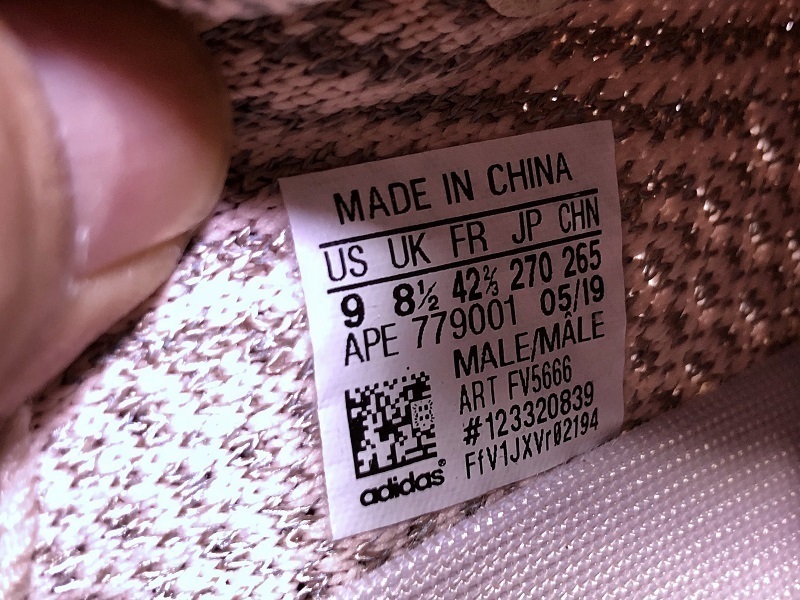 MADE IN CHINA
US UK FR JP CHN
9 8½ 42⅔ 270 265
APE 779001 05/19
MALE/MÂLE
ART FV5666
#123320839
FfV1JXVr02194
adidas®